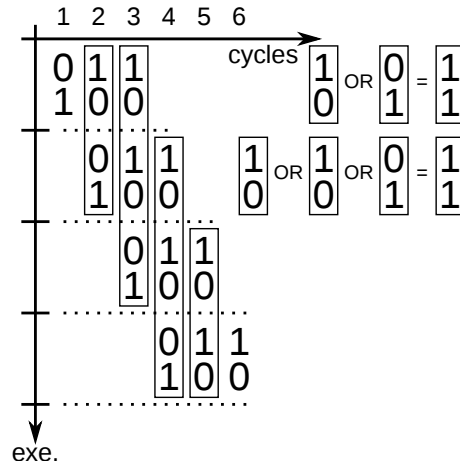 1 2 3 4 5 6
cycles
0 1 1 1 OR 0 = 1
1 0 0 0 1 1
0 1 1 1 OR 1 OR 0 = 1
1 0 0 0 0 1 1
0 1 1
1 0 0
0 1 1
1 0 0
exe.